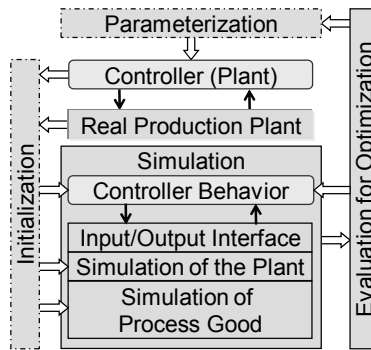 Parameterization
Controller (Plant)
Real Production Plant
Simulation
Controller Behavior
Input/Output Interface
Simulation of the Plant
Simulation of
Process Good
Initialization
Evaluation for Optimization